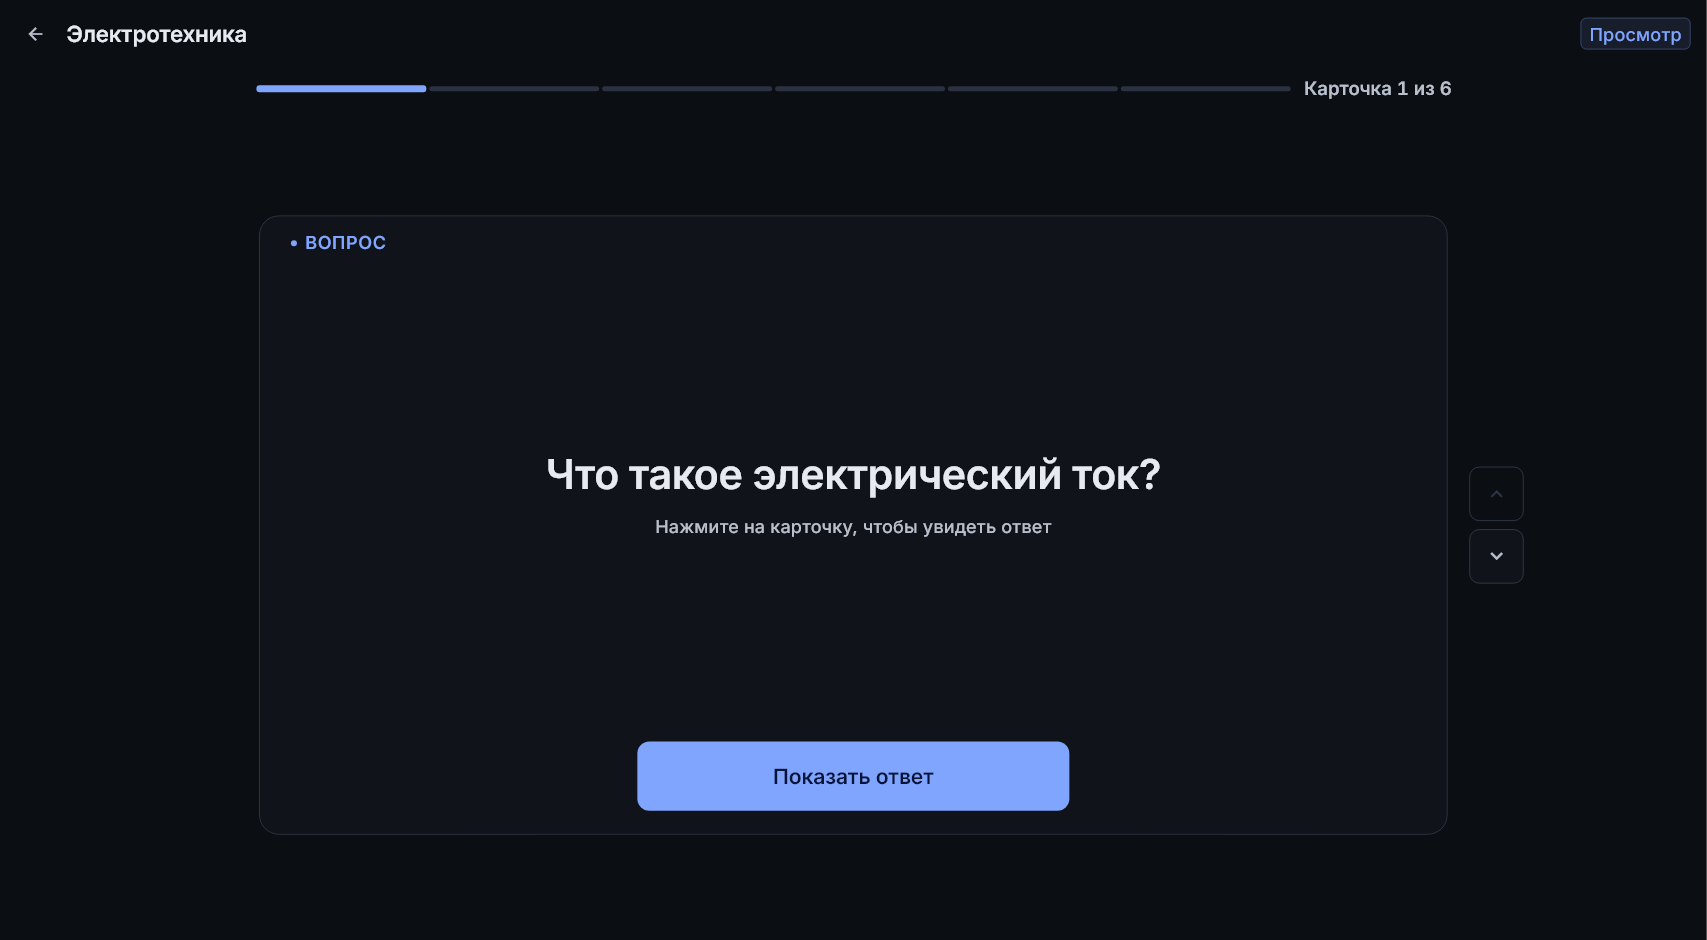 Электротехника
Просмотр
Карточка 1 из 6
• ВОПРОС
Что такое электрический ток?
Нажмите на карточку, чтобы увидеть ответ
Показать ответ